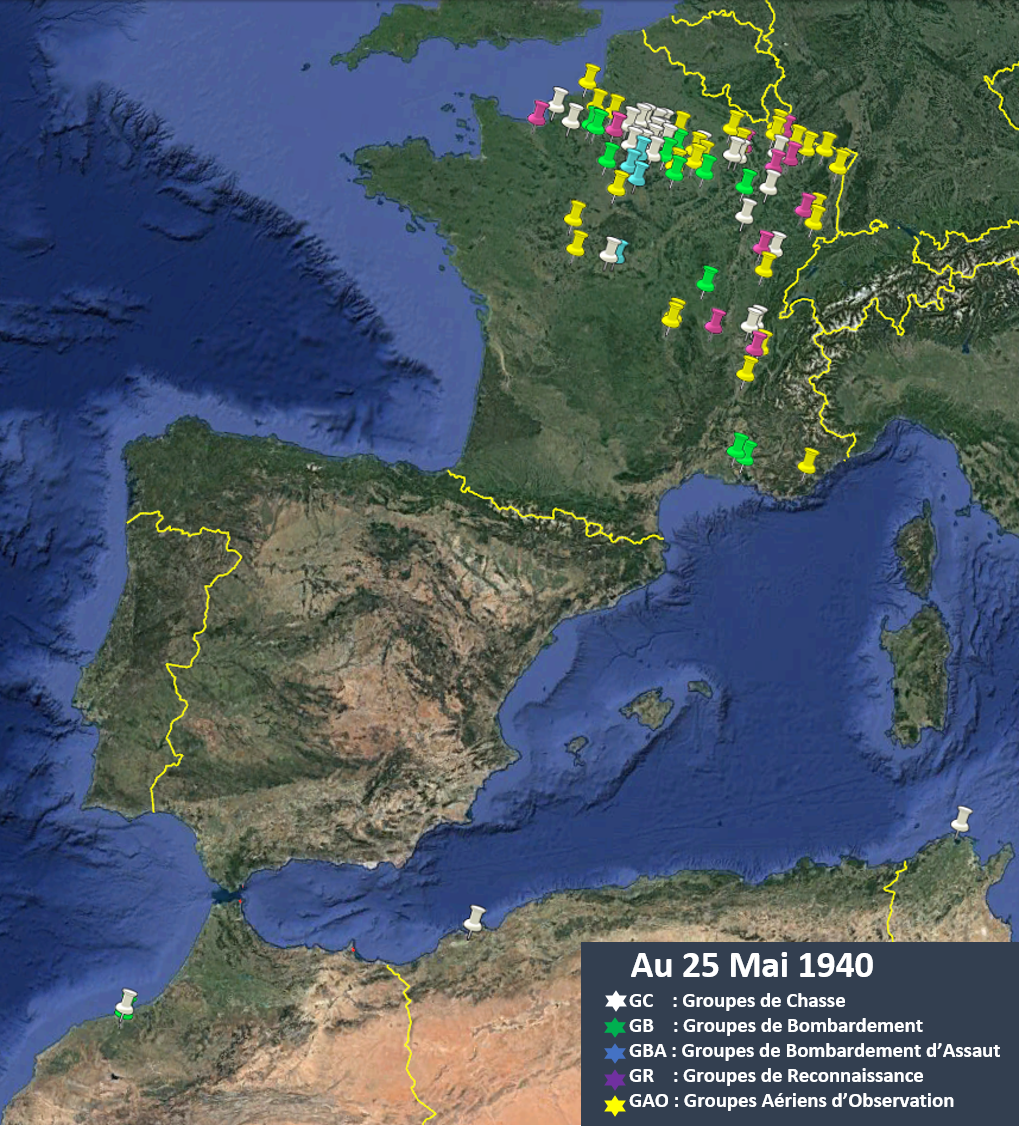 Au 25 Mai 1940
GC : Groupes de Chasse
GB : Groupes de Bombardement
GBA : Groupes de Bombardement d'Assaut
GR : Groupes de Reconnaissance
GAO : Groupes Aériens d'Observation